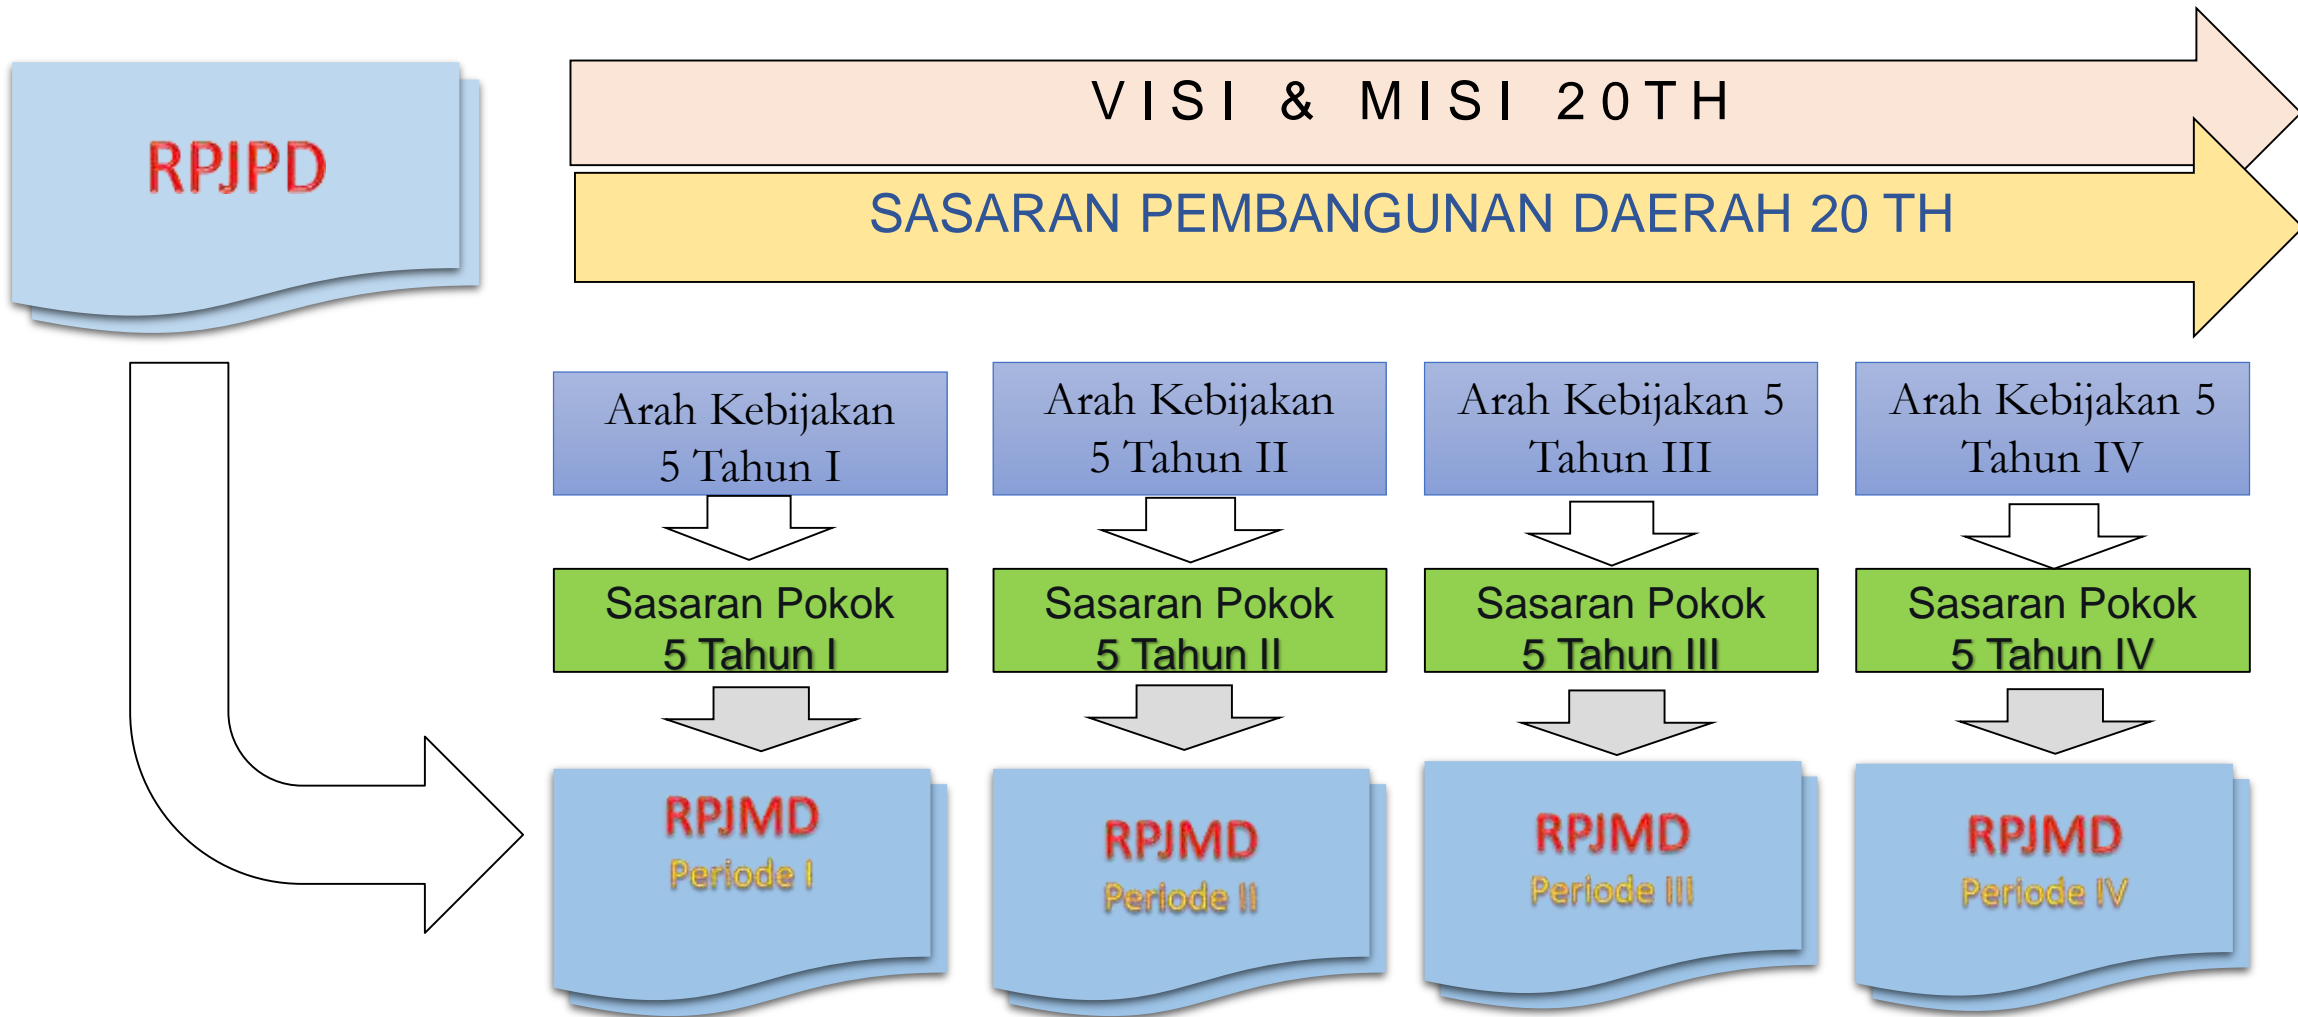 RPJPD
VISI & MISI 20TH
SASARAN PEMBANGUNAN DAERAH 20 TH
Arah Kebijakan
5 Tahun I
Arah Kebijakan
5 Tahun II
Arah Kebijakan 5
Tahun III
Arah Kebijakan 5
Tahun IV
Sasaran Pokok
5 Tahun I
Sasaran Pokok
5 Tahun II
Sasaran Pokok
5 Tahun III
Sasaran Pokok
5 Tahun IV
RPJMD
Periode I
RPJMD
Periode II
RPJMD
Periode III
RPJMD
Periode IV